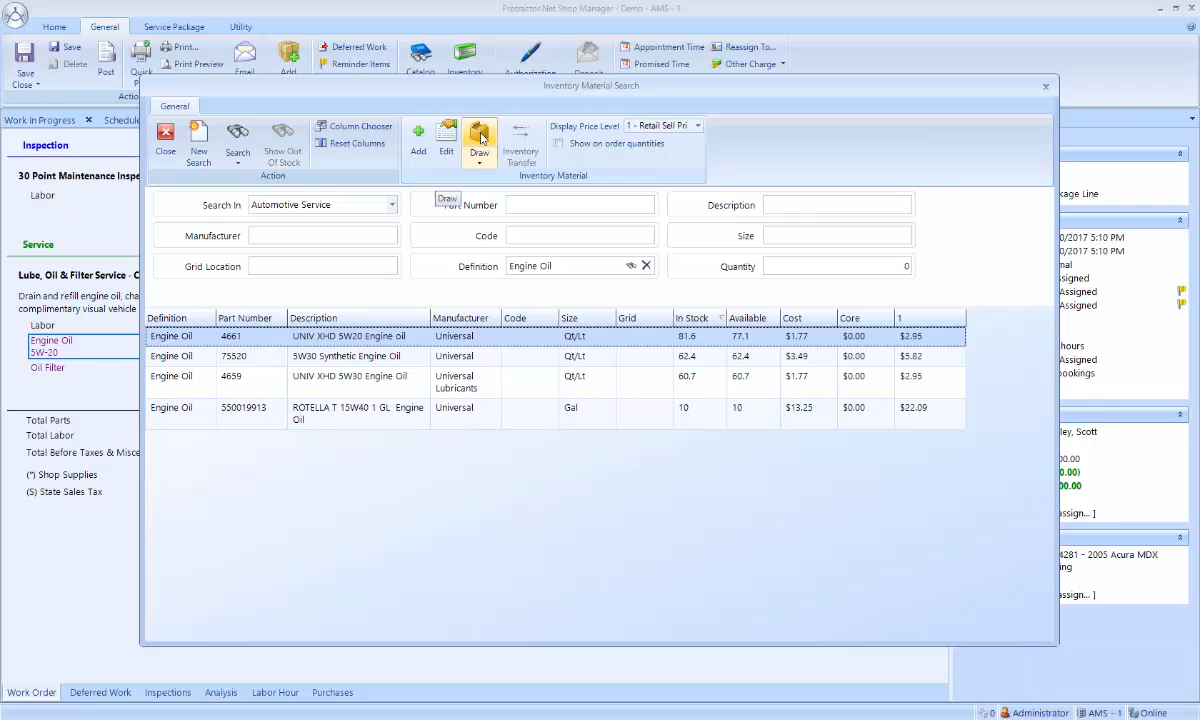 Protractor.Net Shop Manager - Demo - AMS - 1
Home General Service Package Utility
Save Close
Save
Delete
Post
Quick
Print...
Print Preview
Email
Add
Deferred Work
Reminder Items
Catalog
Inventory
Authorization
Deposit
Appointment Time
Promised Time
Reassign To...
Other Charge
Work In Progress
Inspection
30 Point Maintenance Inspe
Labor
Service
Lube, Oil & Filter Service - C
Drain and refill engine oil, cha
complimentary visual vehicle
Labor
Engine Oil
5W-20
Oil Filter
Total Parts
Total Labor
Total Before Taxes & Misce
(*) Shop Supplies
(S) State Sales Tax
Inventory Material Search
General
Close
New Search
Search
Show Out Of Stock
Column Chooser
Reset Columns
Action
Add
Edit
Draw
Inventory Transfer
Display Price Level 1 - Retail Sell Pri
Show on order quantities
Inventory Material
Draw
Search In Automotive Service
Part Number
Description
Manufacturer
Code
Size
Grid Location
Definition Engine Oil
Quantity 0
Definition Part Number Description Manufacturer Code Size Grid In Stock Available Cost Core 1
Engine Oil 4661 UNIV XHD 5W20 Engine oil Universal Qt/Lt 81.6 77.1 $1.77 $0.00 $2.95
Engine Oil 75520 5W30 Synthetic Engine Oil Universal Qt/Lt 62.4 62.4 $3.49 $0.00 $5.82
Engine Oil 4659 UNIV XHD 5W30 Engine Oil Universal Lubricants Qt/Lt 60.7 60.7 $1.77 $0.00 $2.95
Engine Oil 550019913 ROTELLA T 15W40 1 GL Engine Oil Universal Gal 10 10 $13.25 $0.00 $22.09
kage Line
0/2017 5:10 PM
0/2017 5:10 PM
mal
ssigned
Assigned
Assigned
hours
Assigned
bookings
ley, Scott
00.00
0.00)
00.00
ssign... ]
4281 - 2005 Acura MDX
ing
ssign... ]
Work Order Deferred Work Inspections Analysis Labor Hour Purchases
0 Administrator AMS - 1 Online